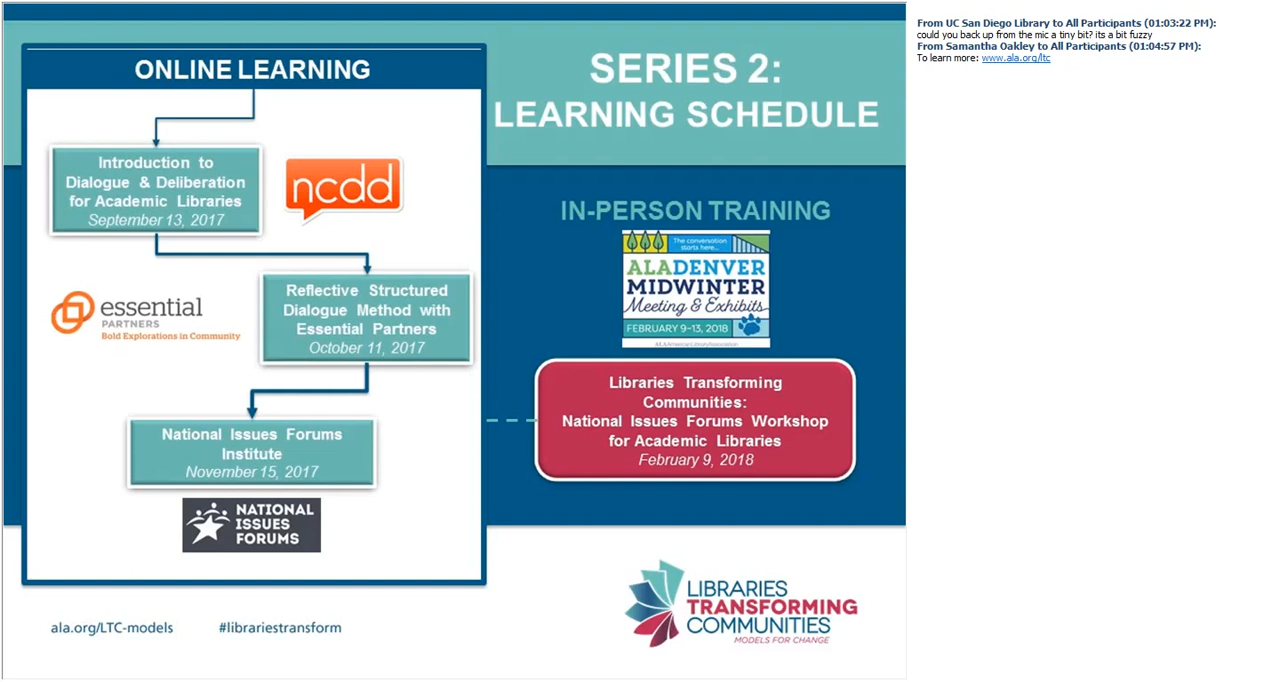 ONLINE LEARNING
Introduction to
Dialogue & Deliberation
for Academic Libraries
September 13, 2017
ncdd
essential
PARTNERS
Bold Explorations in Community
Reflective Structured
Dialogue Method with
Essential Partners
October 11, 2017
National Issues Forums
Institute
November 15, 2017
NATIONAL
ISSUES
FORUMS
SERIES 2:
LEARNING SCHEDULE
IN-PERSON TRAINING
The conversation
starts here...
ALADENVER
MIDWINTER
Meeting & Exhibits
FEBRUARY 9-13, 2018
ALAAmericanLibraryAssociation
Libraries Transforming
Communities:
National Issues Forums Workshop
for Academic Libraries
February 9, 2018
ala.org/LTC-models
#librariestransform
LIBRARIES
TRANSFORMING
COMMUNITIES
MODELS FOR CHANGE
From UC San Diego Library to All Participants (01:03:22 PM):
could you back up from the mic a tiny bit? its a bit fuzzy
From Samantha Oakley to All Participants (01:04:57 PM):
To learn more: www.ala.org/ltc